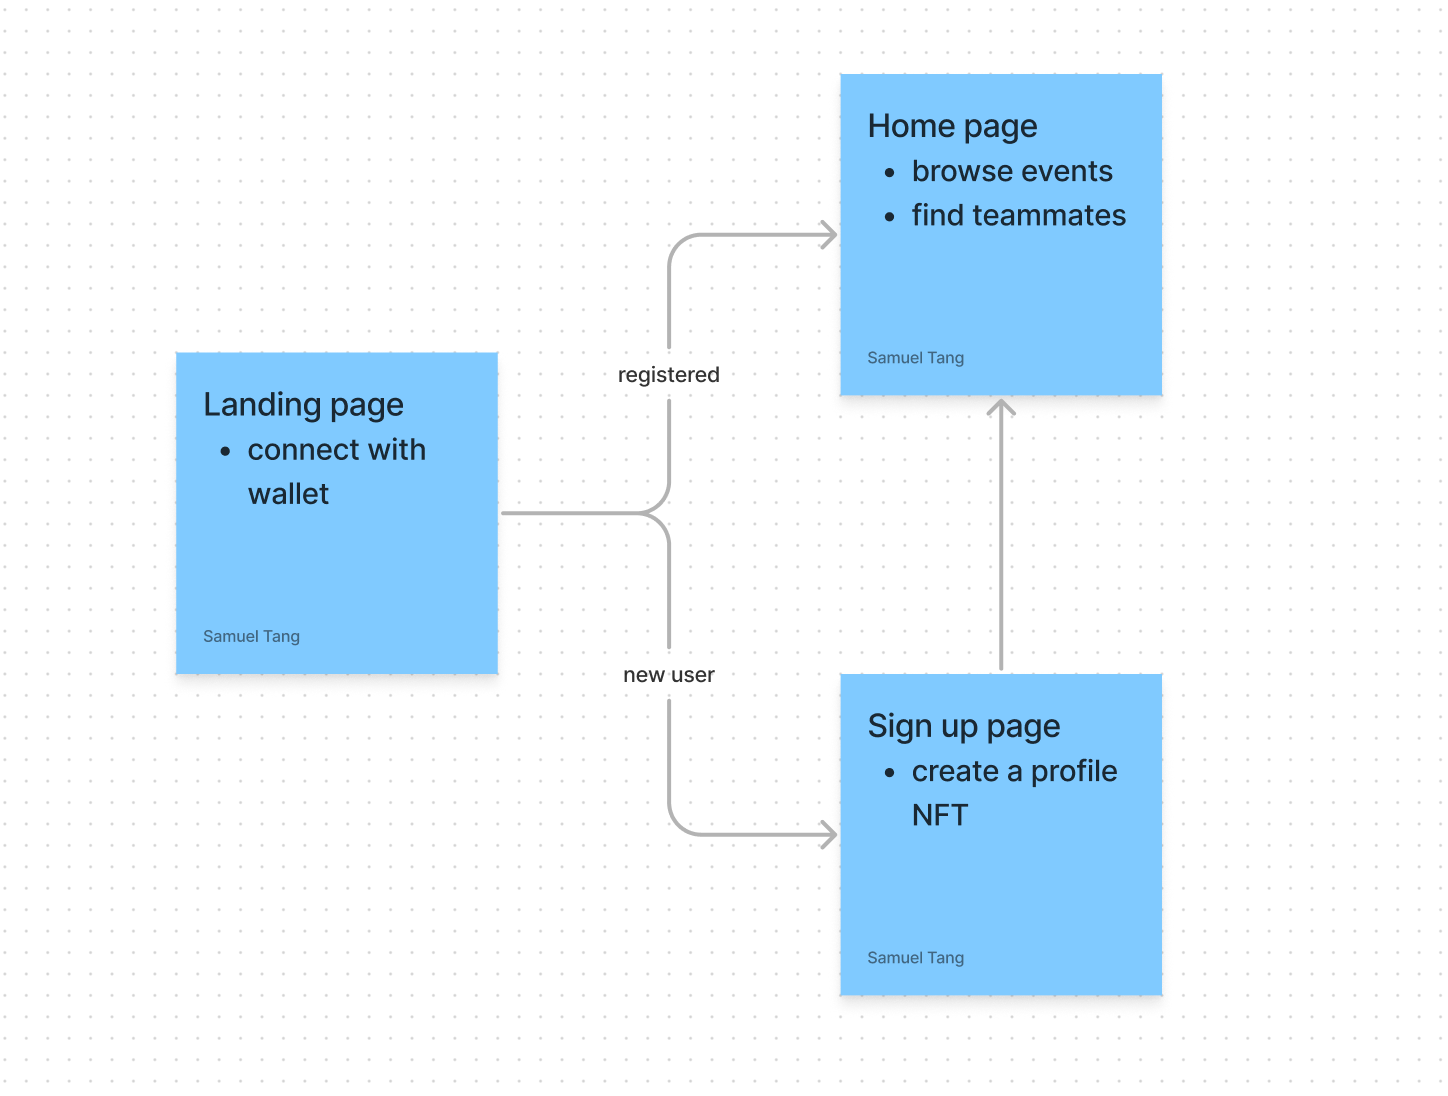 Home page
• browse events
• find teammates
Samuel Tang
registered
Landing page
• connect with
wallet
Samuel Tang
new user
Sign up page
• create a profile
NFT
Samuel Tang